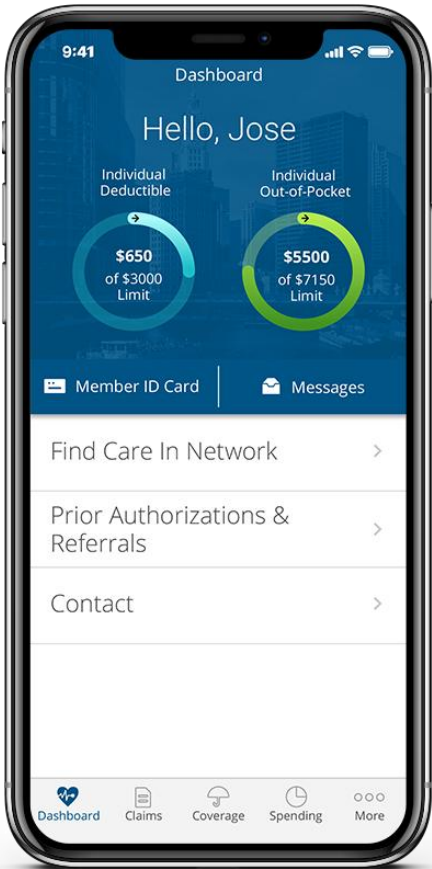 9:41
Dashboard
Hello, Jose
Individual
Deductible
Individual
Out-of-Pocket
$650
of $3000
Limit
$5500
of $7150
Limit
Member ID Card
Messages
Find Care In Network
Prior Authorizations &
Referrals
Contact
Dashboard
Claims
Coverage
Spending
More